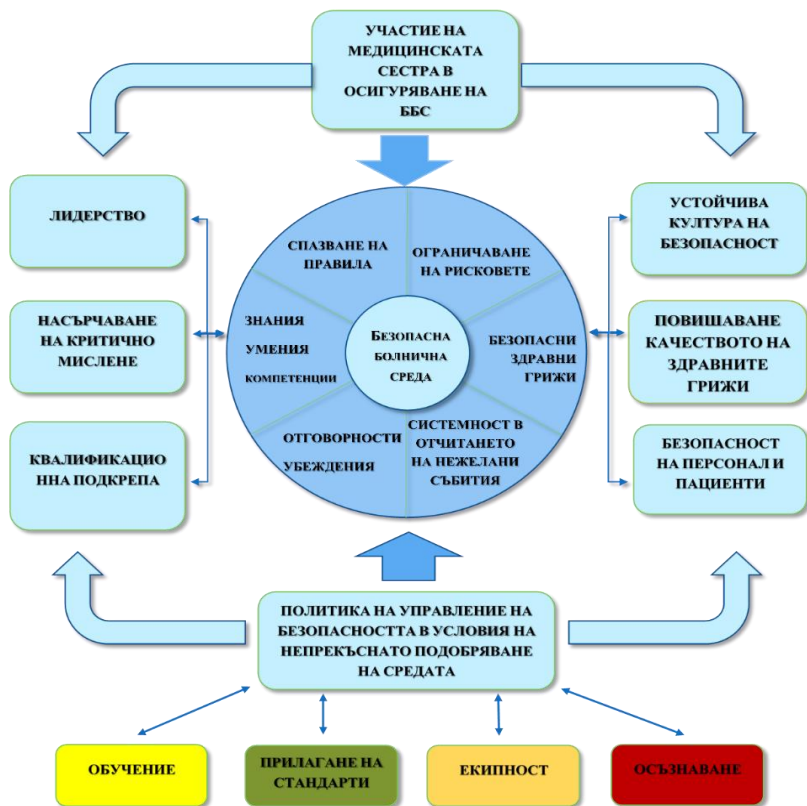 УЧАСТИЕ НА
МЕДИЦИНСКАТА
СЕСТРА В
ОСИГУРЯВАНЕ НА
ББС
ЛИДЕРСТВО
НАСЪРЧАВАНЕ
НА КРИТИЧНО
МИСЛЕНЕ
КВАЛИФИКАЦИО
ННА ПОДКРЕПА
СПАЗВАНЕ НА
ПРАВИЛА
ОГРАНИЧАВАНЕ
НА РИСКОВЕТЕ
ЗНАНИЯ
УМЕНИЯ
КОМПЕТЕНЦИИ
БЕЗОПАСНА
БОЛНИЧНА
СРЕДА
БЕЗОПАСНИ
ЗДРАВНИ
ГРИЖИ
ОТГОВОРНОСТИ
УБЕЖДЕНИЯ
СИСТЕМНОСТ В
ОТЧИТАНЕТО
НА НЕЖЕЛАНИ
СЪБИТИЯ
УСТОЙЧИВА
КУЛТУРА НА
БЕЗОПАСНОСТ
ПОВИШАВАНЕ
КАЧЕСТВОТО НА
ЗДРАВНИТЕ
ГРИЖИ
БЕЗОПАСНОСТ
НА ПЕРСОНАЛ И
ПАЦИЕНТИ
ПОЛИТИКА НА УПРАВЛЕНИЕ НА
БЕЗОПАСНОСТТА В УСЛОВИЯ НА
НЕПРЕКЪСНАТО ПОДОБРЯВАНЕ
НА СРЕДАТА
ОБУЧЕНИЕ
ПРИЛАГАНЕ НА
СТАНДАРТИ
ЕКИПНОСТ
ОСЪЗНАВАНЕ